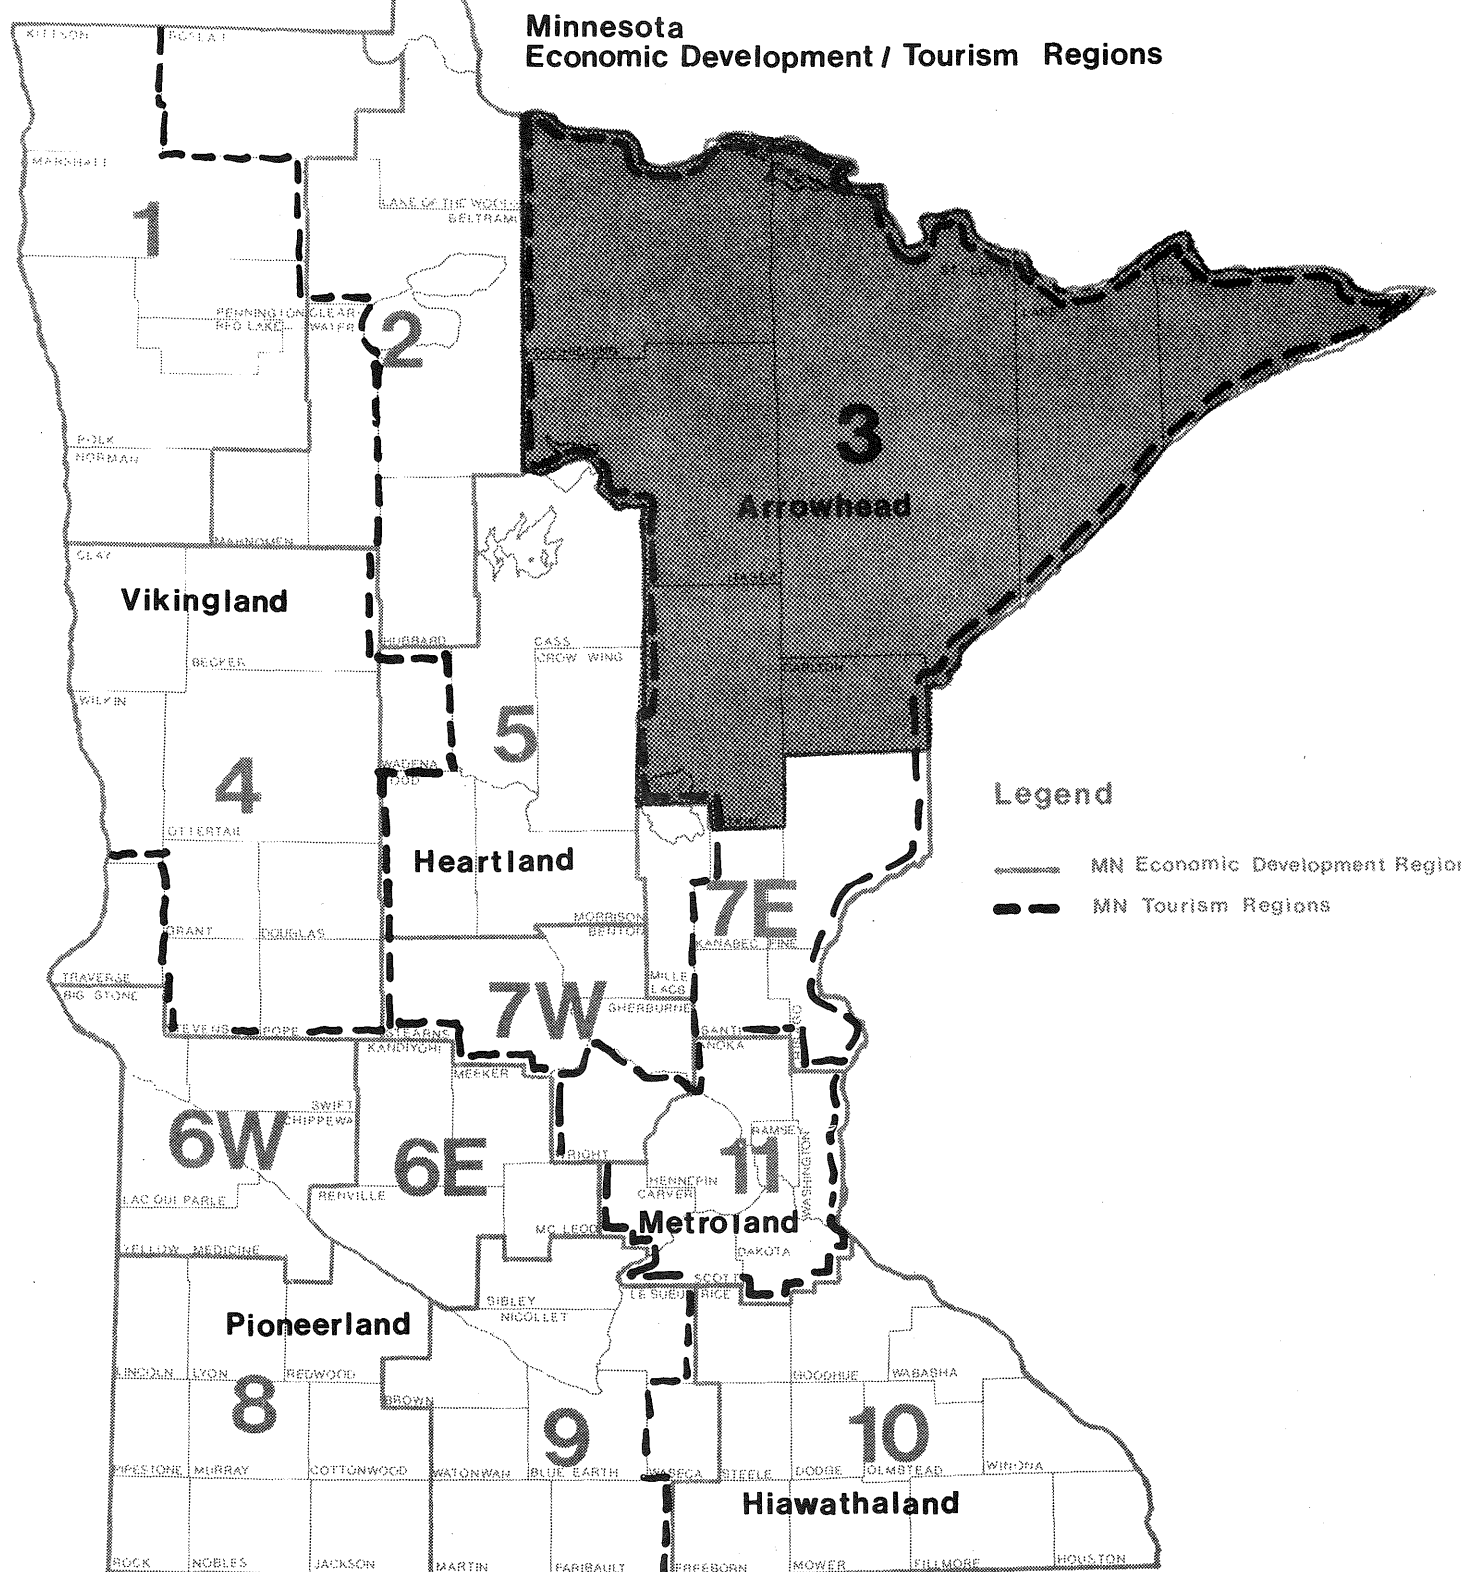 Minnesota
Economic Development / Tourism Regions
KITTSON
MARSHALL
1
LAKE OF THE WOODS
BELTRAMI
PENNINGTON CLEAR-
RED LAKE WATER
2
3
Arrowhead
POLK
NORMAN
MAHNOMEN
CLAY
Vikingland
BECKER
HUBBARD
CASS
CROW WING
CARLTON
WILKIN
4
5
WADENA
OTTERTAIL
Heartland
Legend
MN Economic Development Region
MN Tourism Regions
GRANT
DOUGLAS
MORRISON
BENTON
7E
KANABEC
PINE
TRAVERSE
BIG STONE
MILLE
LACS
7W
SHERBURNE
STEVENS
POPE
STEARNS
KANDIYOHI
ISANTI
ANOKA
MEEKER
SWIFT
CHIPPEWA
6W
6E
11
RAMSEY
WASHINGTON
WRIGHT
HENNEPIN
CARVER
LAC QUI PARLE
RENVILLE
MC LEOD
Metroland
DAKOTA
YELLOW MEDICINE
SCOTT
LE SUEUR
RICE
SIBLEY
NICOLLET
Pioneerland
LINCOLN
LYON
REDWOOD
BROWN
GOODHUE
WABASHA
8
9
10
PIPESTONE
MURRAY
COTTONWOOD
WATONWAN
BLUE EARTH
WASECA
STEELE
DODGE
OLMSTEAD
WINONA
Hiawathaland
ROCK
NOBLES
JACKSON
MARTIN
FARIBAULT
FREEBORN
MOWER
FILLMORE
HOUSTON